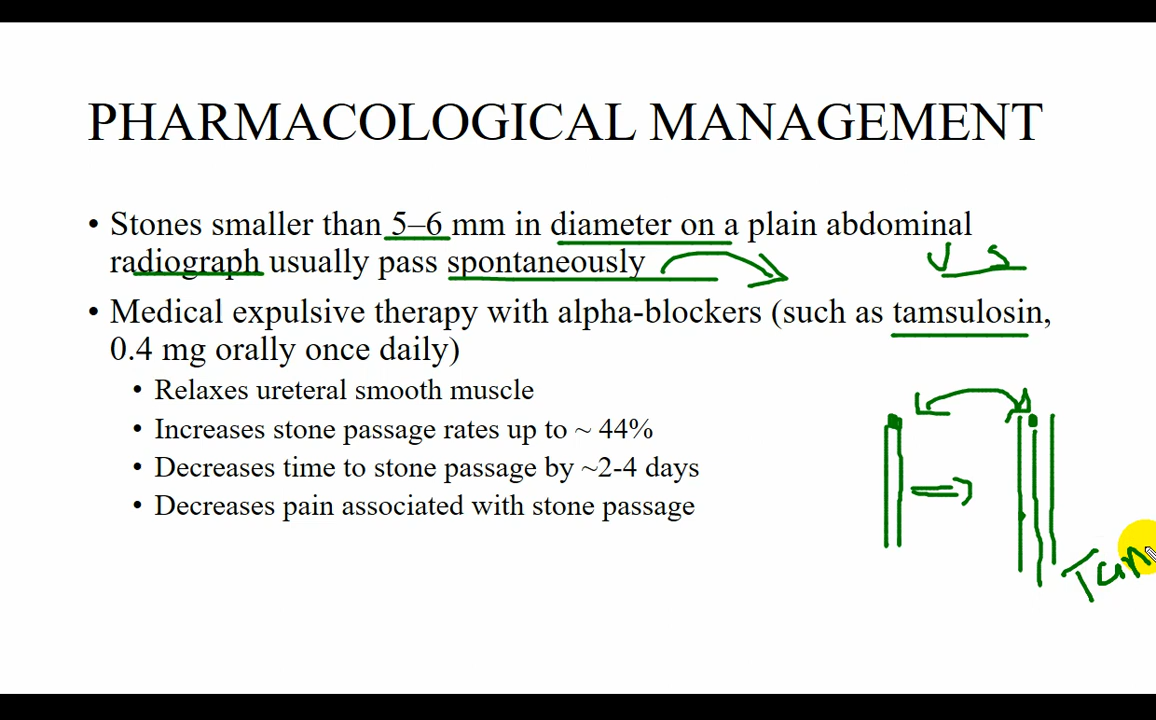 PHARMACOLOGICAL MANAGEMENT
• Stones smaller than 5–6 mm in diameter on a plain abdominal
radiograph usually pass spontaneously
• Medical expulsive therapy with alpha-blockers (such as tamsulosin,
0.4 mg orally once daily)
• Relaxes ureteral smooth muscle
• Increases stone passage rates up to ~ 44%
• Decreases time to stone passage by ~2-4 days
• Decreases pain associated with stone passage